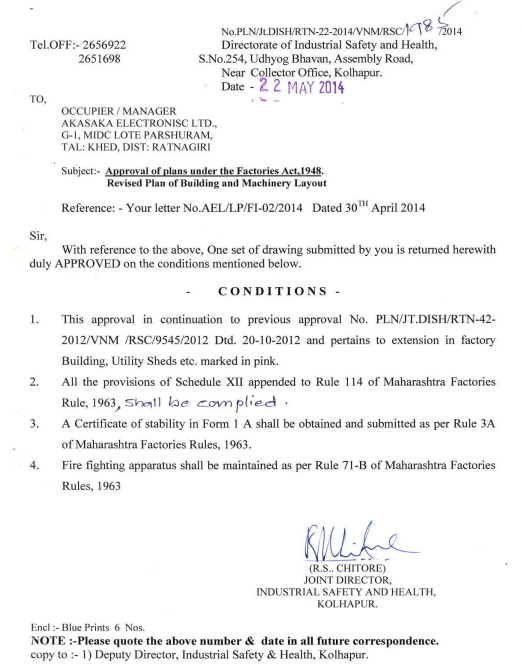 No.PLN/Jt.DISH/RTN-22-2014/VNM/RSC/1985/2014
Tel.OFF:- 2656922 Directorate of Industrial Safety and Health,
2651698 S.No.254, Udhyog Bhavan, Assembly Road,
Near Collector Office, Kolhapur.
Date - 22 MAY 2014
TO,
OCCUPIER / MANAGER
AKASAKA ELECTRONISC LTD.,
G-1, MIDC LOTE PARSHURAM,
TAL: KHED, DIST: RATNAGIRI
Subject:- Approval of plans under the Factories Act,1948.
Revised Plan of Building and Machinery Layout
Reference: - Your letter No.AEL/LP/FI-02/2014 Dated 30TH April 2014
Sir,
With reference to the above, One set of drawing submitted by you is returned herewith
duly APPROVED on the conditions mentioned below.
- CONDITIONS -
1. This approval in continuation to previous approval No. PLN/JT.DISH/RTN-42-
2012/VNM /RSC/9545/2012 Dtd. 20-10-2012 and pertains to extension in factory
Building, Utility Sheds etc. marked in pink.
2. All the provisions of Schedule XII appended to Rule 114 of Maharashtra Factories
Rule, 1963, shall be complied.
3. A Certificate of stability in Form 1 A shall be obtained and submitted as per Rule 3A
of Maharashtra Factories Rules, 1963.
4. Fire fighting apparatus shall be maintained as per Rule 71-B of Maharashtra Factories
Rules, 1963
(R.S.. CHITORE)
JOINT DIRECTOR,
INDUSTRIAL SAFETY AND HEALTH,
KOLHAPUR.
Encl :- Blue Prints 6 Nos.
NOTE :-Please quote the above number & date in all future correspondence.
copy to :- 1) Deputy Director, Industrial Safety & Health, Kolhapur.